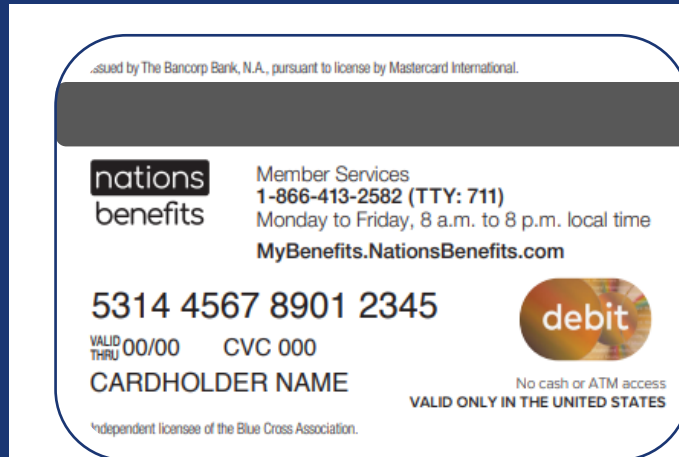 Issued by The Bancorp Bank, N.A., pursuant to license by Mastercard International.
nations
benefits
Member Services
1-866-413-2582 (TTY: 711)
Monday to Friday, 8 a.m. to 8 p.m. local time
MyBenefits.NationsBenefits.com
5314 4567 8901 2345
VALID THRU 00/00 CVC 000
CARDHOLDER NAME
debit
No cash or ATM access
VALID ONLY IN THE UNITED STATES
Independent licensee of the Blue Cross Association.